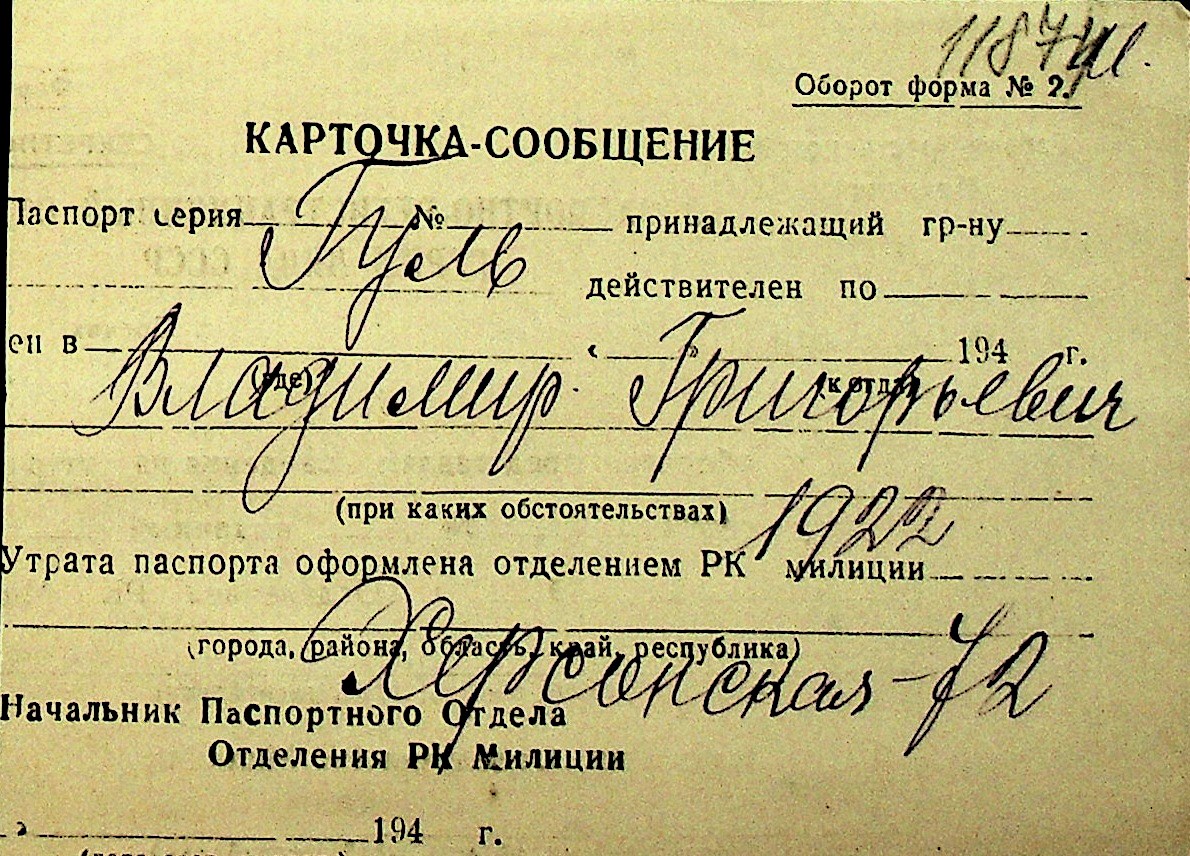 1187
Оборот форма № 2.
КАРТОЧКА-СООБЩЕНИЕ
Паспорт серия № принадлежащий гр-ну
Гуль
действителен по
ен в « » 194 г.
(где) (когда)
Владимир Григорьевич
(при каких обстоятельствах)
1922
Утрата паспорта оформлена отделением РК милиции
(города, района, область, край, республика)
Херсонская-72
Начальник Паспортного Отдела
Отделения РК Милиции
» 194 г.